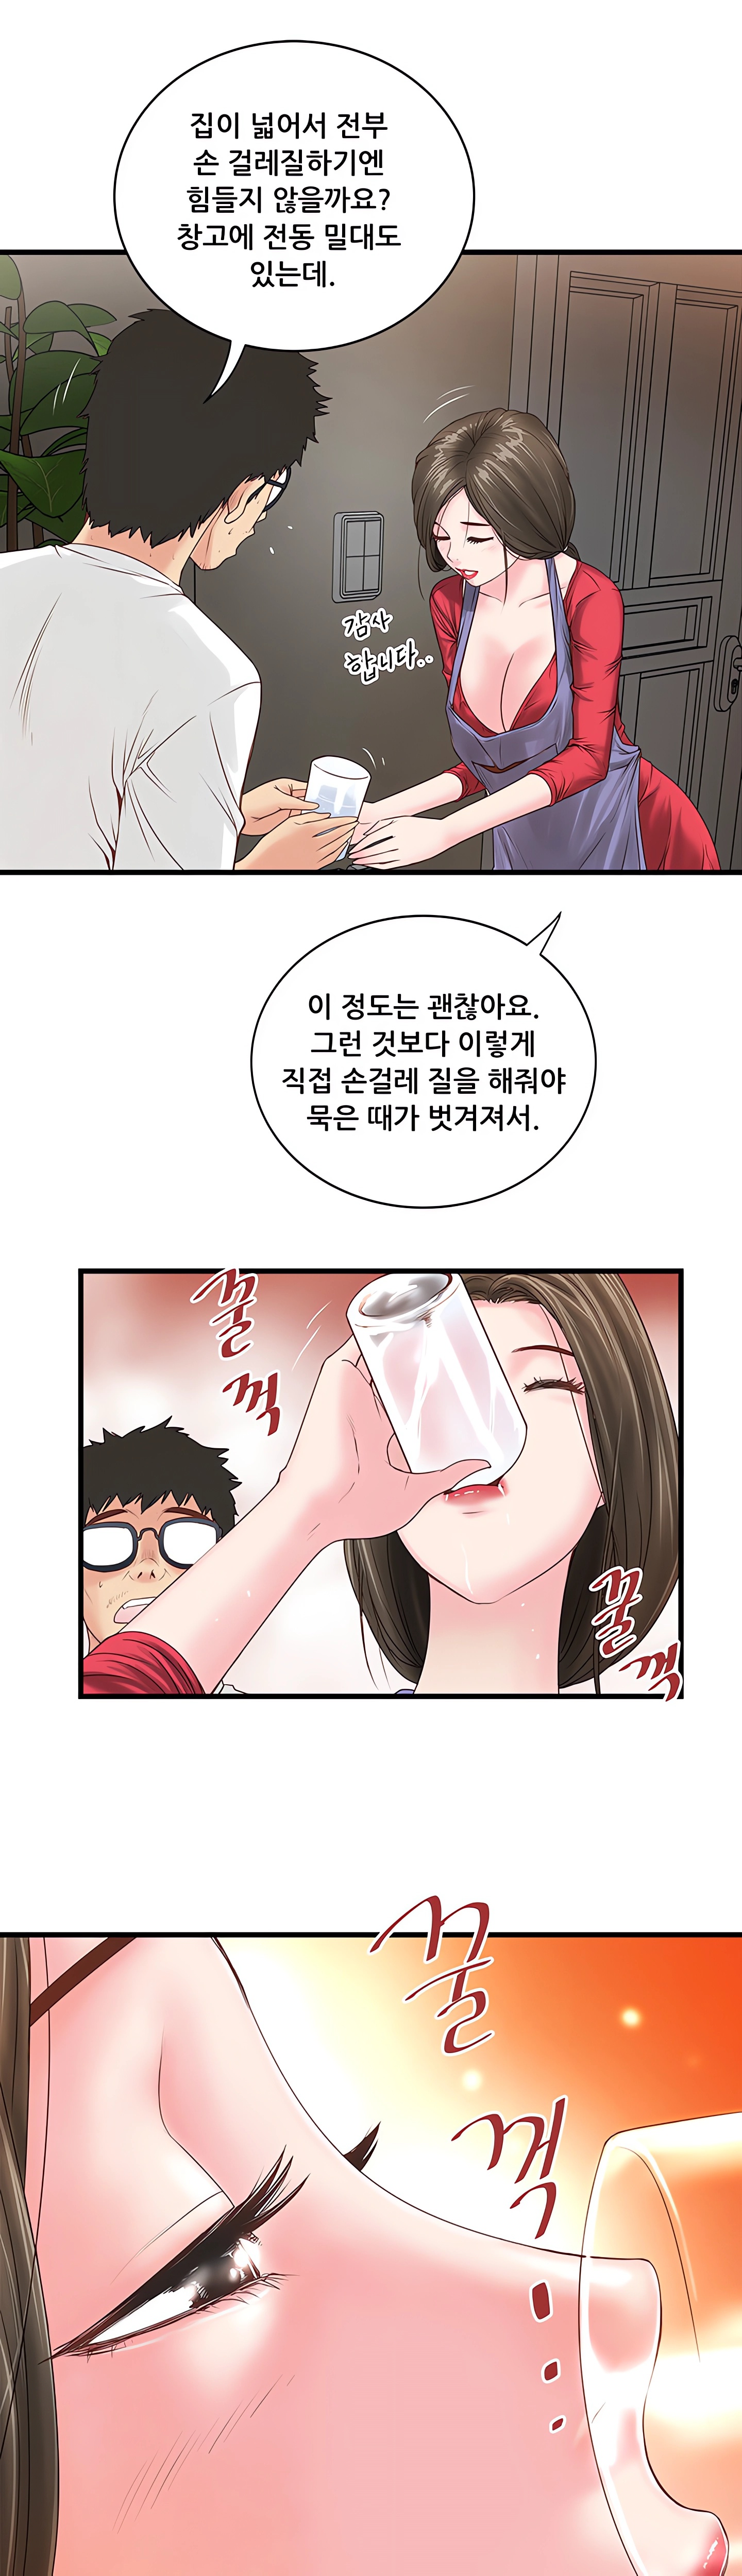 집이 넓어서 전부
손 걸레질하기엔
힘들지 않을까요?
창고에 전동 밀대도
있는데.
감사
합니다..
이 정도는 괜찮아요.
그런 것보다 이렇게
직접 손걸레 질을 해줘야
묵은 때가 벗겨져서.
꿀
꺽
꿀
꺽
꿀
꺽